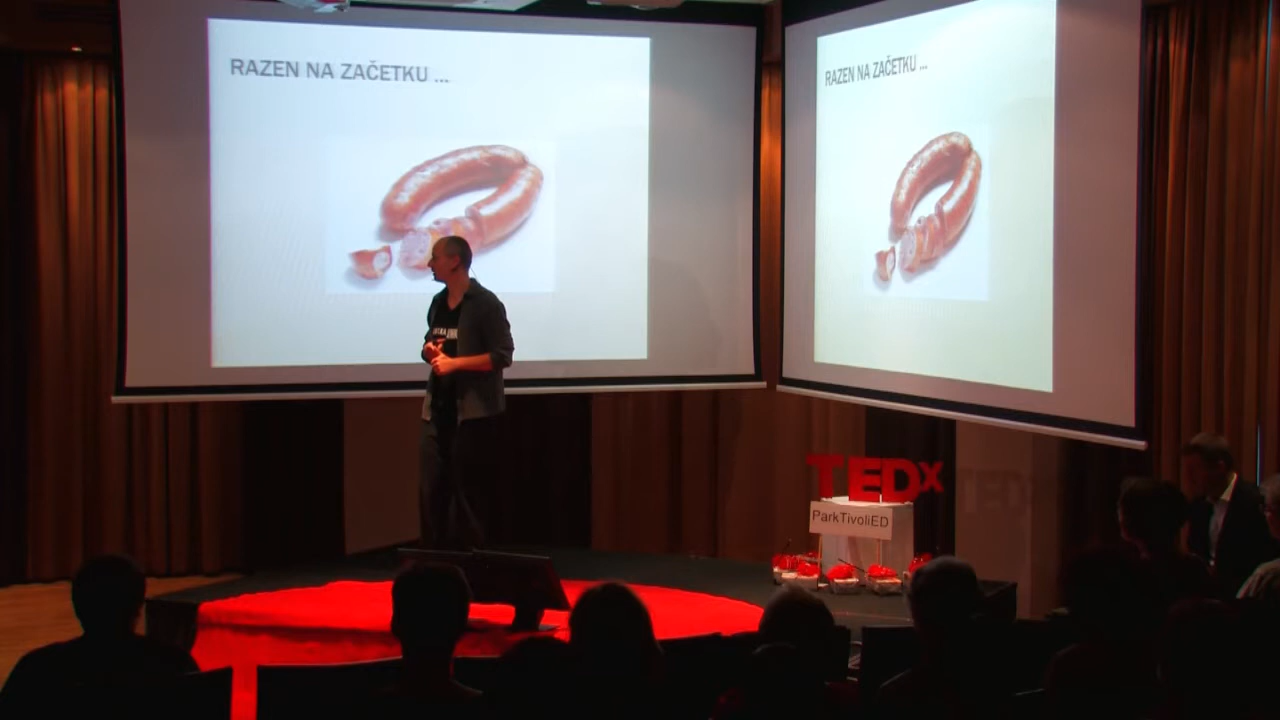 RAZEN NA ZAČETKU ...
RAZEN NA ZAČETKU ...
TEDx
ParkTivoliED